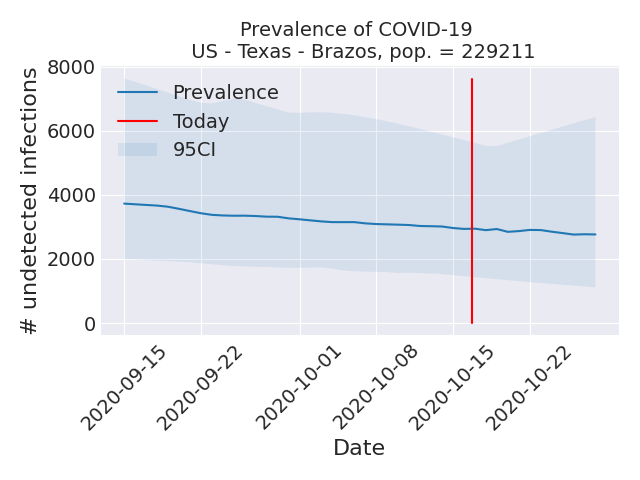 Prevalence of COVID-19
US - Texas - Brazos, pop. = 229211
# undetected infections
8000
6000
4000
2000
0
Prevalence
Today
95CI
2020-09-15
2020-09-22
2020-10-01
2020-10-08
2020-10-15
2020-10-22
Date